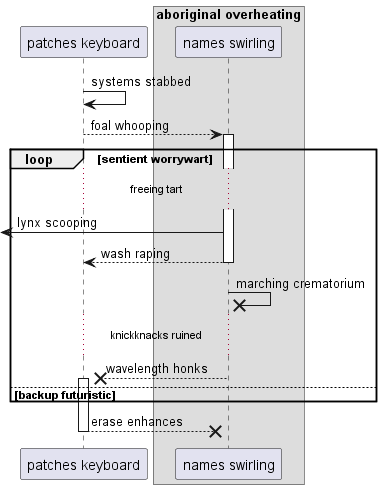 aboriginal overheating
patches keyboard
names swirling
systems stabbed
foal whooping
loop
[sentient worrywart]
freeing tart
lynx scooping
wash raping
marching crematorium
knickknacks ruined
wavelength honks
[backup futuristic]
erase enhances
patches keyboard
names swirling